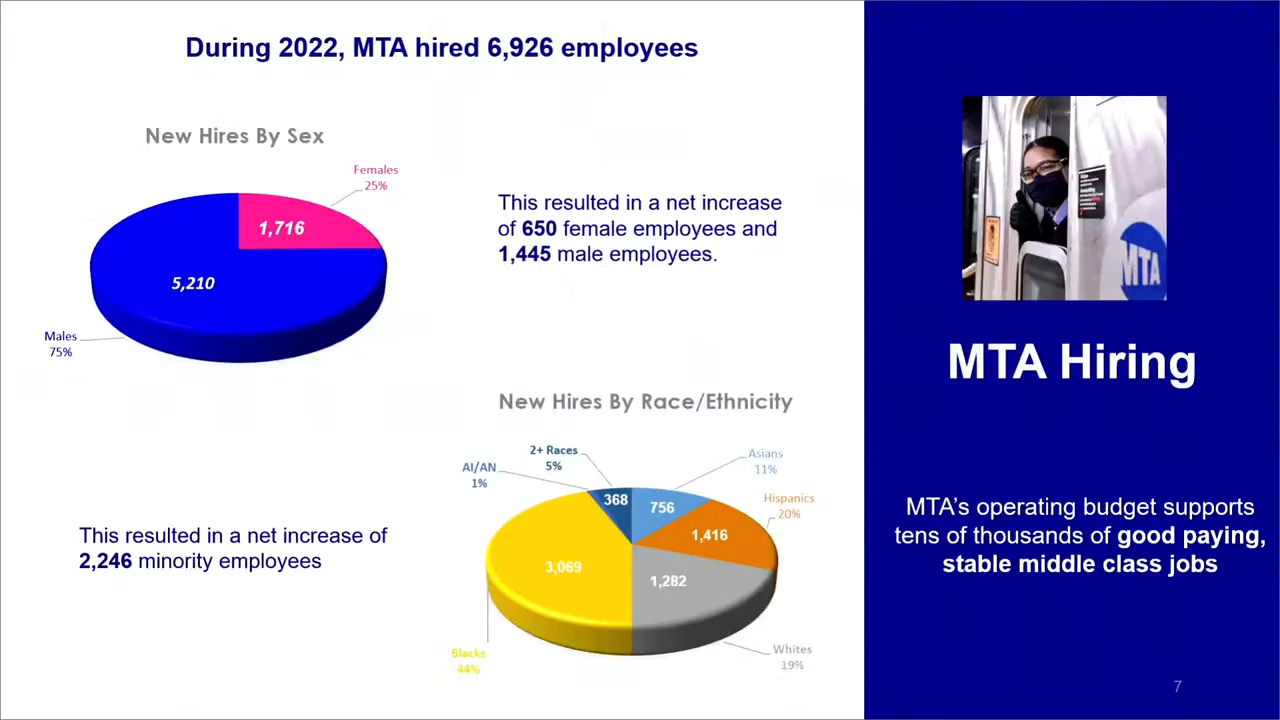 During 2022, MTA hired 6,926 employees
New Hires By Sex
Females
25%
1,716
5,210
Males
75%
This resulted in a net increase
of 650 female employees and
1,445 male employees.
New Hires By Race/Ethnicity
2+ Races
5%
AI/AN
1%
Asians
11%
Hispanics
20%
368
756
1,416
3,069
1,282
Blacks
44%
Whites
19%
This resulted in a net increase of
2,246 minority employees
MTA
MTA Hiring
MTA’s operating budget supports
tens of thousands of good paying,
stable middle class jobs
7